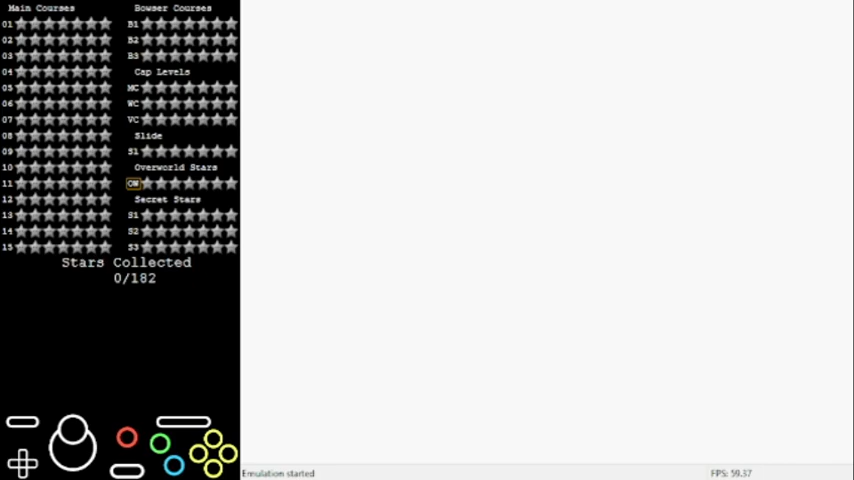 Main Courses
01
02
03
04
05
06
07
08
09
10
11
12
13
14
15
Bowser Courses
B1
B2
B3
Cap Levels
MC
WC
VC
Slide
S1
Overworld Stars
OW
Secret Stars
S1
S2
S3
Stars Collected
0/182
Emulation started
FPS: 59.37